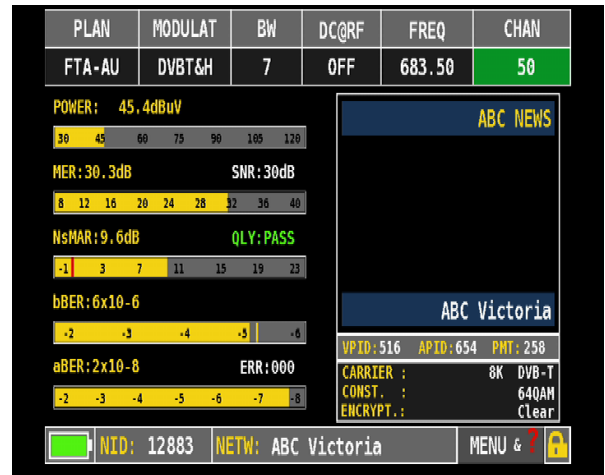 PLAN MODULAT BW DC@RF FREQ CHAN
FTA-AU DVBT&H 7 OFF 683.50 50
POWER: 45.4dBuV
30 45 60 75 90 105 120
MER:30.3dB SNR:30dB
8 12 16 20 24 28 32 36 40
NsMAR:9.6dB QLY:PASS
-1 3 7 11 15 19 23
bBER:6x10-6
-2 -3 -4 -5 -6
aBER:2x10-8 ERR:000
-2 -3 -4 -5 -6 -7 -8
ABC NEWS
ABC Victoria
VPID:516 APID:654 PMT:258
CARRIER : 8K DVB-T
CONST. : 64QAM
ENCRYPT.: Clear
NID: 12883 NETW: ABC Victoria MENU & ?